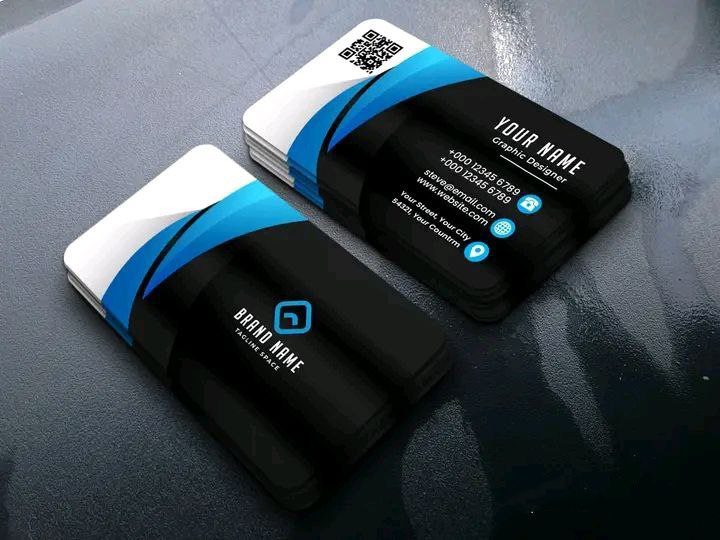 BRAND NAME
TAGLINE SPACE
YOUR NAME
Graphic Designer
+000 12345 6789
+000 12345 6789
steve@email.com
www.website.com
Your Street, Your City
94321, Your Countrm